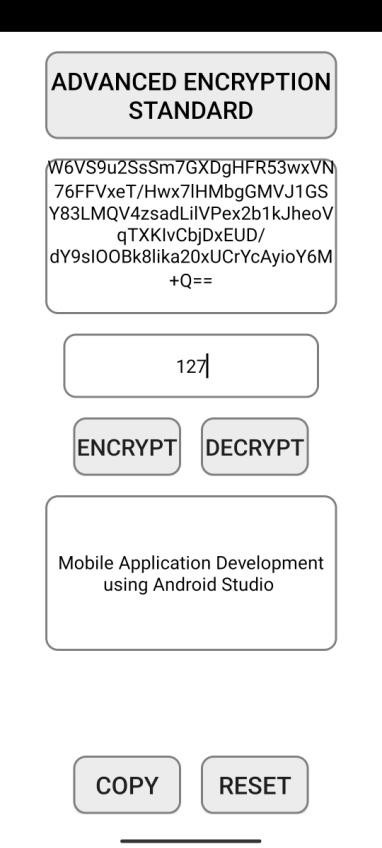 ADVANCED ENCRYPTION
STANDARD
W6VS9u2SsSm7GXDgHFR53wxVN
76FFVxeT/Hwx7lHMbgGMVJ1GS
Y83LMQV4zsadLilVPex2b1kJheoV
qTXKlvCbjDxEUD/
dY9sIOOBk8lika20xUCrYcAyioY6M
+Q==
127
ENCRYPT DECRYPT
Mobile Application Development
using Android Studio
COPY RESET